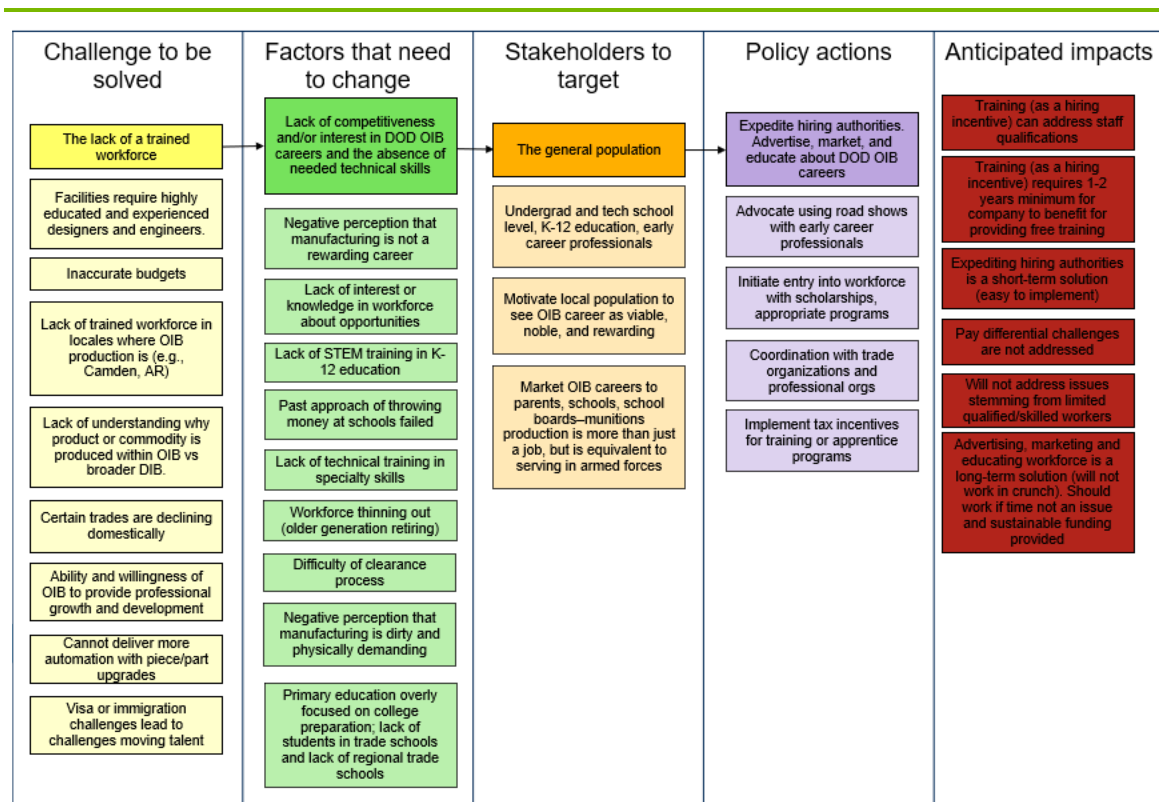 Challenge to be
solved
The lack of a trained
workforce
Facilities require highly
educated and experienced
designers and engineers.
Inaccurate budgets
Lack of trained workforce in
locales where OIB
production is (e.g.,
Camden, AR)
Lack of understanding why
product or commodity is
produced within OIB vs
broader DIB.
Certain trades are declining
domestically
Ability and willingness of
OIB to provide professional
growth and development
Cannot deliver more
automation with piece/part
upgrades
Visa or immigration
challenges lead to
challenges moving talent
Factors that need
to change
Lack of competitiveness
and/or interest in DOD OIB
careers and the absence of
needed technical skills
Negative perception that
manufacturing is not a
rewarding career
Lack of interest or
knowledge in workforce
about opportunities
Lack of STEM training in K-
12 education
Past approach of throwing
money at schools failed
Lack of technical training in
specialty skills
Workforce thinning out
(older generation retiring)
Difficulty of clearance
process
Negative perception that
manufacturing is dirty and
physically demanding
Primary education overly
focused on college
preparation; lack of
students in trade schools
and lack of regional trade
schools
Stakeholders to
target
The general population
Undergrad and tech school
level, K-12 education, early
career professionals
Motivate local population to
see OIB career as viable,
noble, and rewarding
Market OIB careers to
parents, schools, school
boards–munitions
production is more than just
a job, but is equivalent to
serving in armed forces
Policy actions
Expedite hiring authorities.
Advertise, market, and
educate about DOD OIB
careers
Advocate using road shows
with early career
professionals
Initiate entry into workforce
with scholarships,
appropriate programs
Coordination with trade
organizations and
professional orgs
Implement tax incentives
for training or apprentice
programs
Anticipated impacts
Training (as a hiring
incentive) can address staff
qualifications
Training (as a hiring
incentive) requires 1-2
years minimum for
company to benefit for
providing free training
Expediting hiring authorities
is a short-term solution
(easy to implement)
Pay differential challenges
are not addressed
Will not address issues
stemming from limited
qualified/skilled workers
Advertising, marketing and
educating workforce is a
long-term solution (will not
work in crunch). Should
work if time not an issue
and sustainable funding
provided